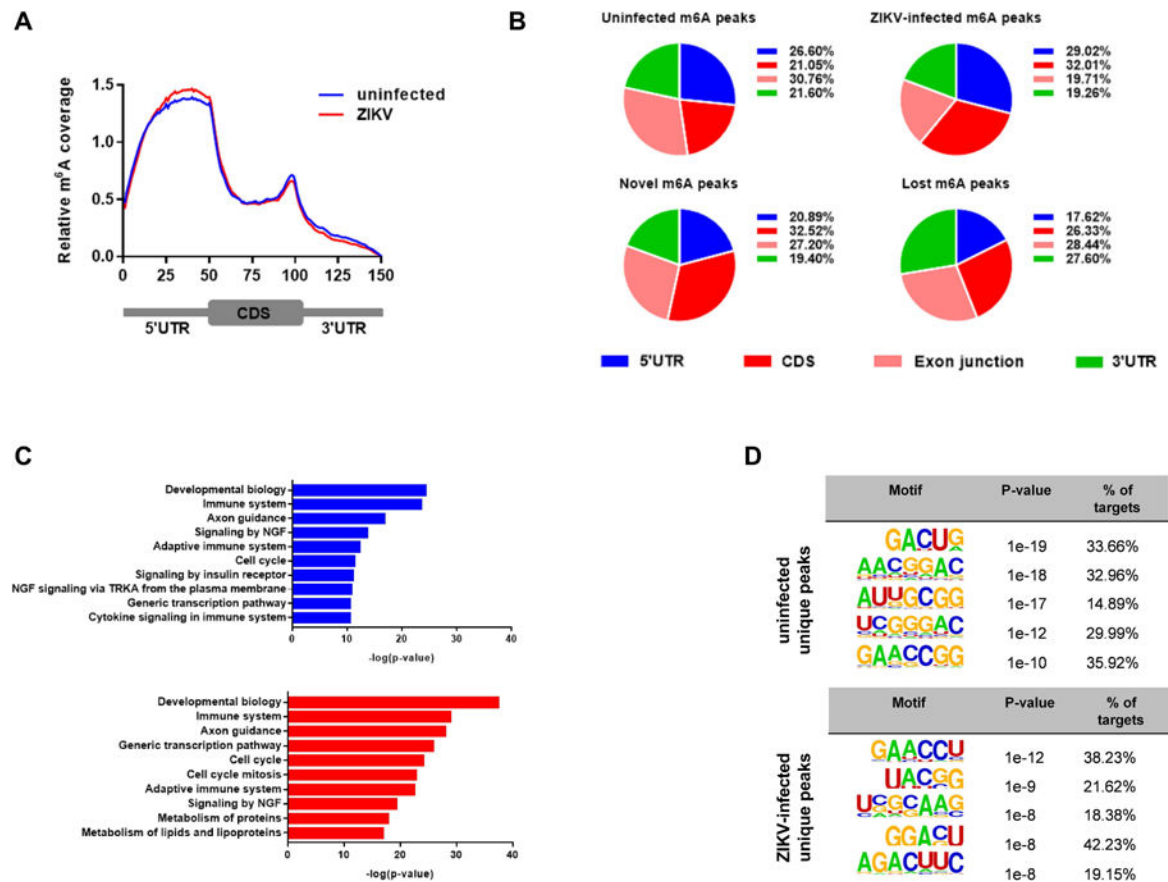 A
1.5
1.0
0.5
0.0
Relative m6A coverage
uninfected
ZIKV
0 25 50 75 100 125 150
CDS
5'UTR 3'UTR
B
Uninfected m6A peaks
26.60%
21.05%
30.76%
21.60%
ZIKV-infected m6A peaks
29.02%
32.01%
19.71%
19.26%
Novel m6A peaks
20.89%
32.52%
27.20%
19.40%
Lost m6A peaks
17.62%
26.33%
28.44%
27.60%
5'UTR CDS Exon junction 3'UTR
C
Developmental biology
Immune system
Axon guidance
Signaling by NGF
Adaptive immune system
Cell cycle
Signaling by insulin receptor
NGF signaling via TRKA from the plasma membrane
Generic transcription pathway
Cytokine signaling in immune system
0 10 20 30 40
-log(p-value)
Developmental biology
Immune system
Axon guidance
Generic transcription pathway
Cell cycle
Cell cycle mitosis
Adaptive immune system
Signaling by NGF
Metabolism of proteins
Metabolism of lipids and lipoproteins
0 10 20 30 40
-log(p-value)
D
uninfected
unique peaks
Motif P-value % of
targets
GACUG 1e-19 33.66%
AACGGAC 1e-18 32.96%
AUUGCGG 1e-17 14.89%
UCGGGAC 1e-12 29.99%
GAACCGG 1e-10 35.92%
ZIKV-infected
unique peaks
Motif P-value % of
targets
GAACCU 1e-12 38.23%
UACGG 1e-9 21.62%
UCGCAAG 1e-8 18.38%
GGACU 1e-8 42.23%
AGACUUC 1e-8 19.15%